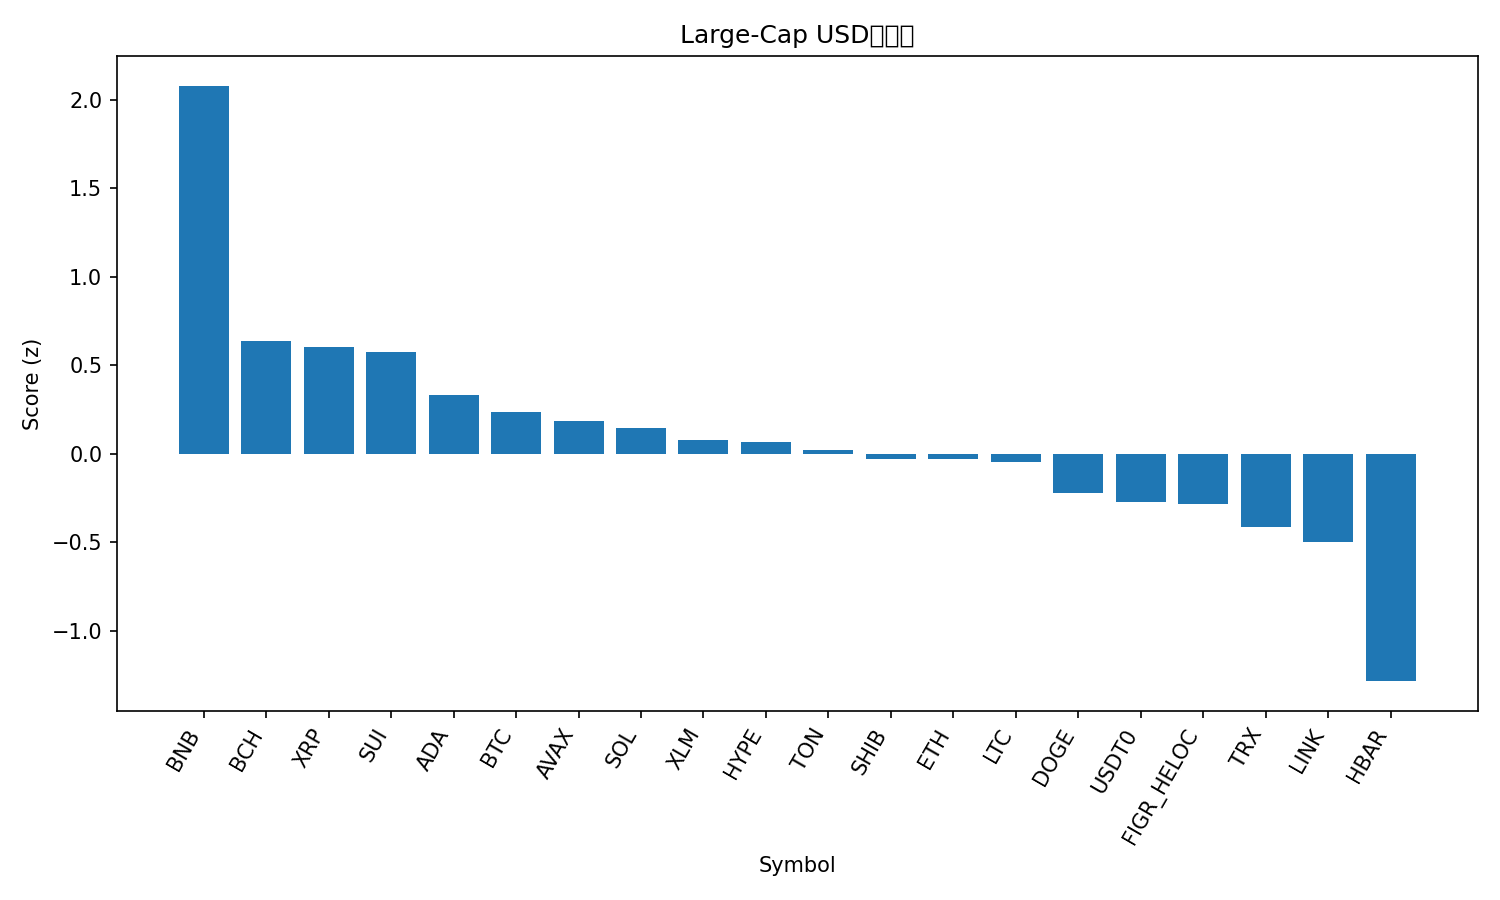 Large-Cap USD
2.0
1.5
1.0
0.5
0.0
−0.5
−1.0
Score (z)
BNB
BCH
XRP
SUI
ADA
BTC
AVAX
SOL
XLM
HYPE
TON
SHIB
ETH
LTC
DOGE
USDT0
FIGR_HELOC
TRX
LINK
HBAR
Symbol